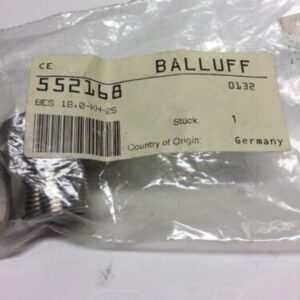 CE BALLUFF
552168 0132
BES 18,0-KH-2S
Stück: 1
Country of Origin: Germany